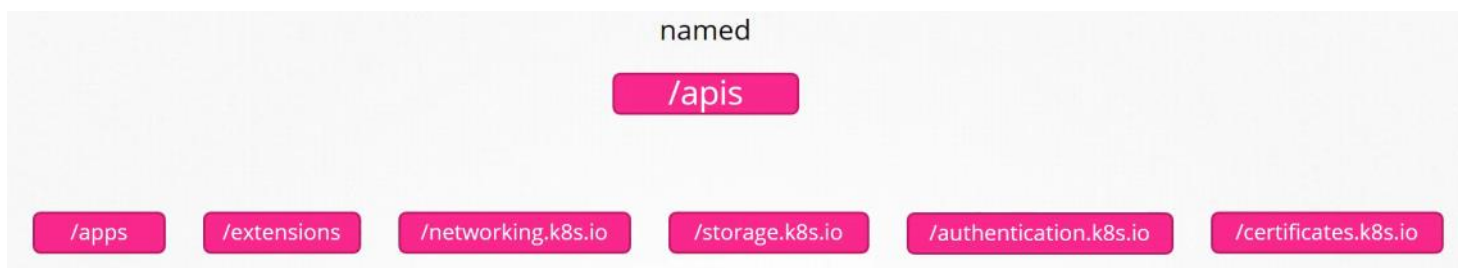 named
/apis
/apps /extensions /networking.k8s.io /storage.k8s.io /authentication.k8s.io /certificates.k8s.io